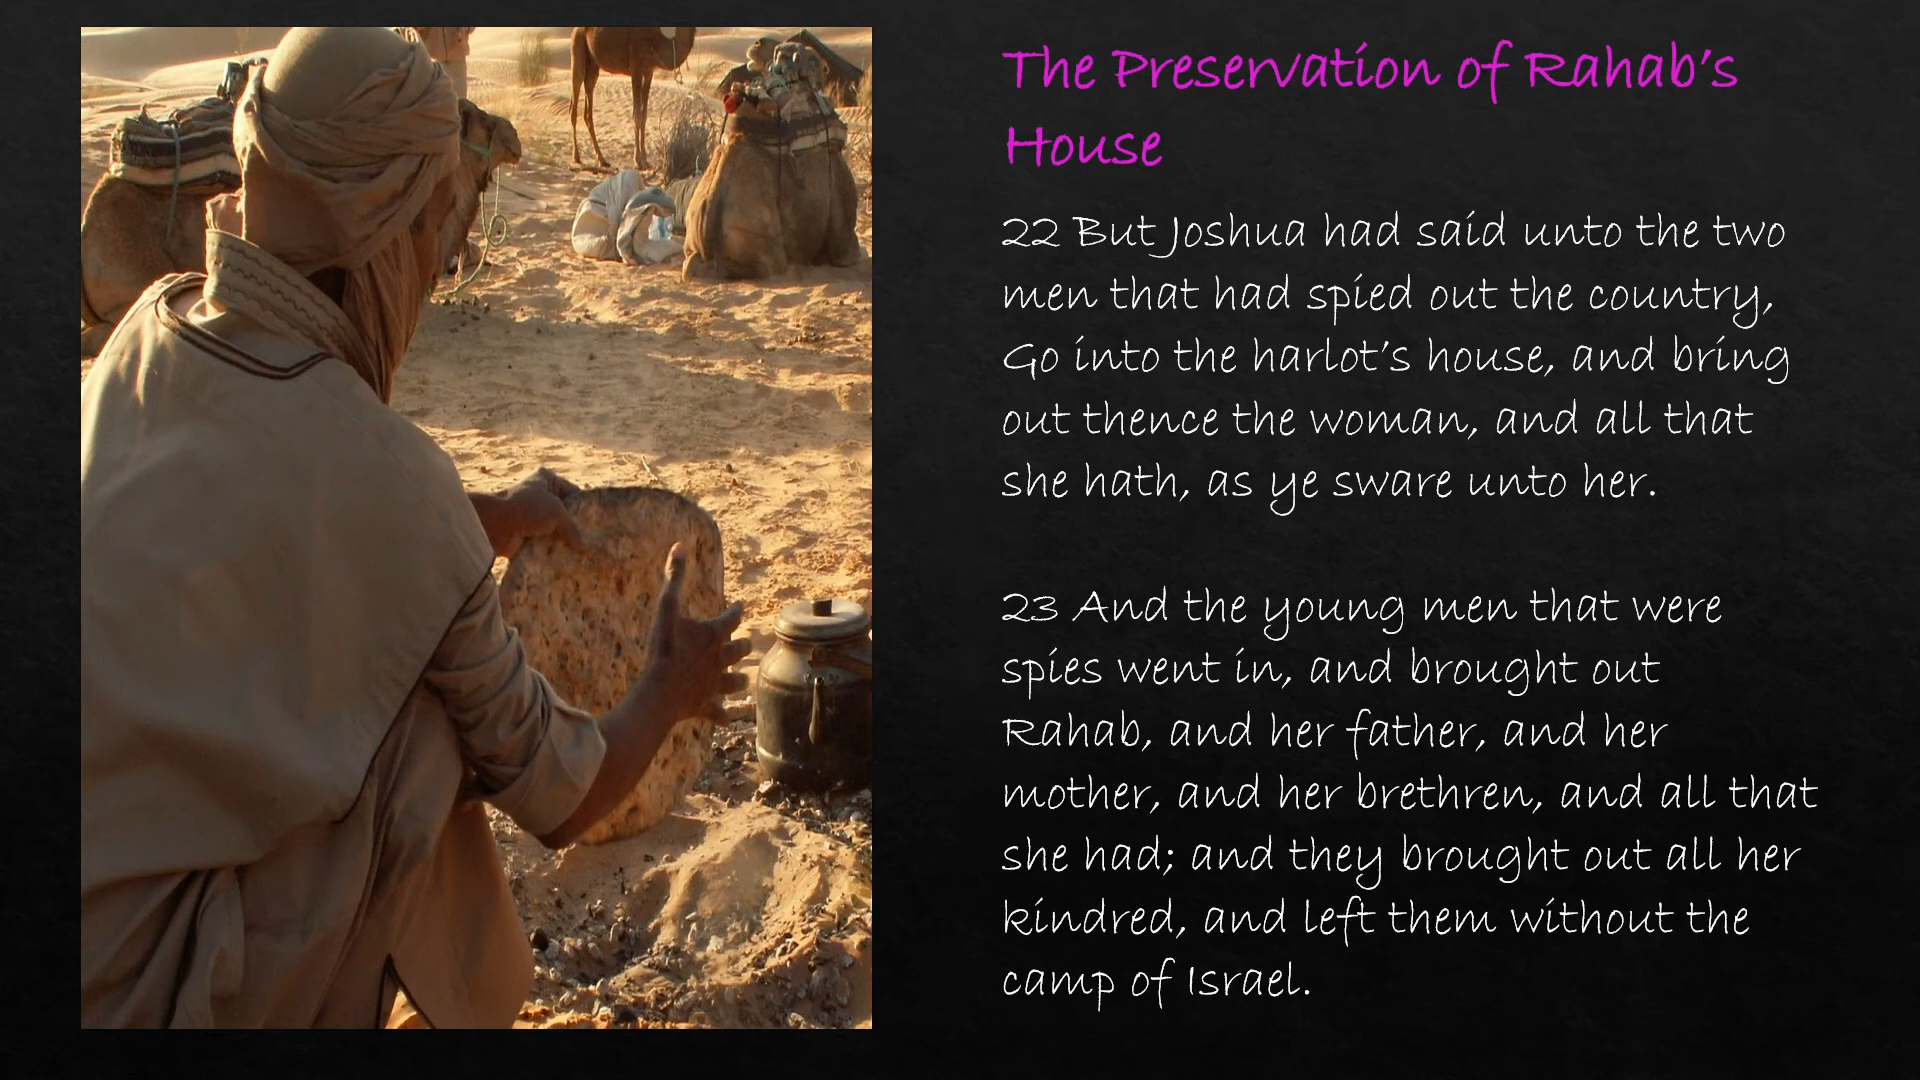 The Preservation of Rahab’s
House
22 But Joshua had said unto the two
men that had spied out the country,
Go into the harlot’s house, and bring
out thence the woman, and all that
she hath, as ye sware unto her.
23 And the young men that were
spies went in, and brought out
Rahab, and her father, and her
mother, and her brethren, and all that
she had; and they brought out all her
kindred, and left them without the
camp of Israel.